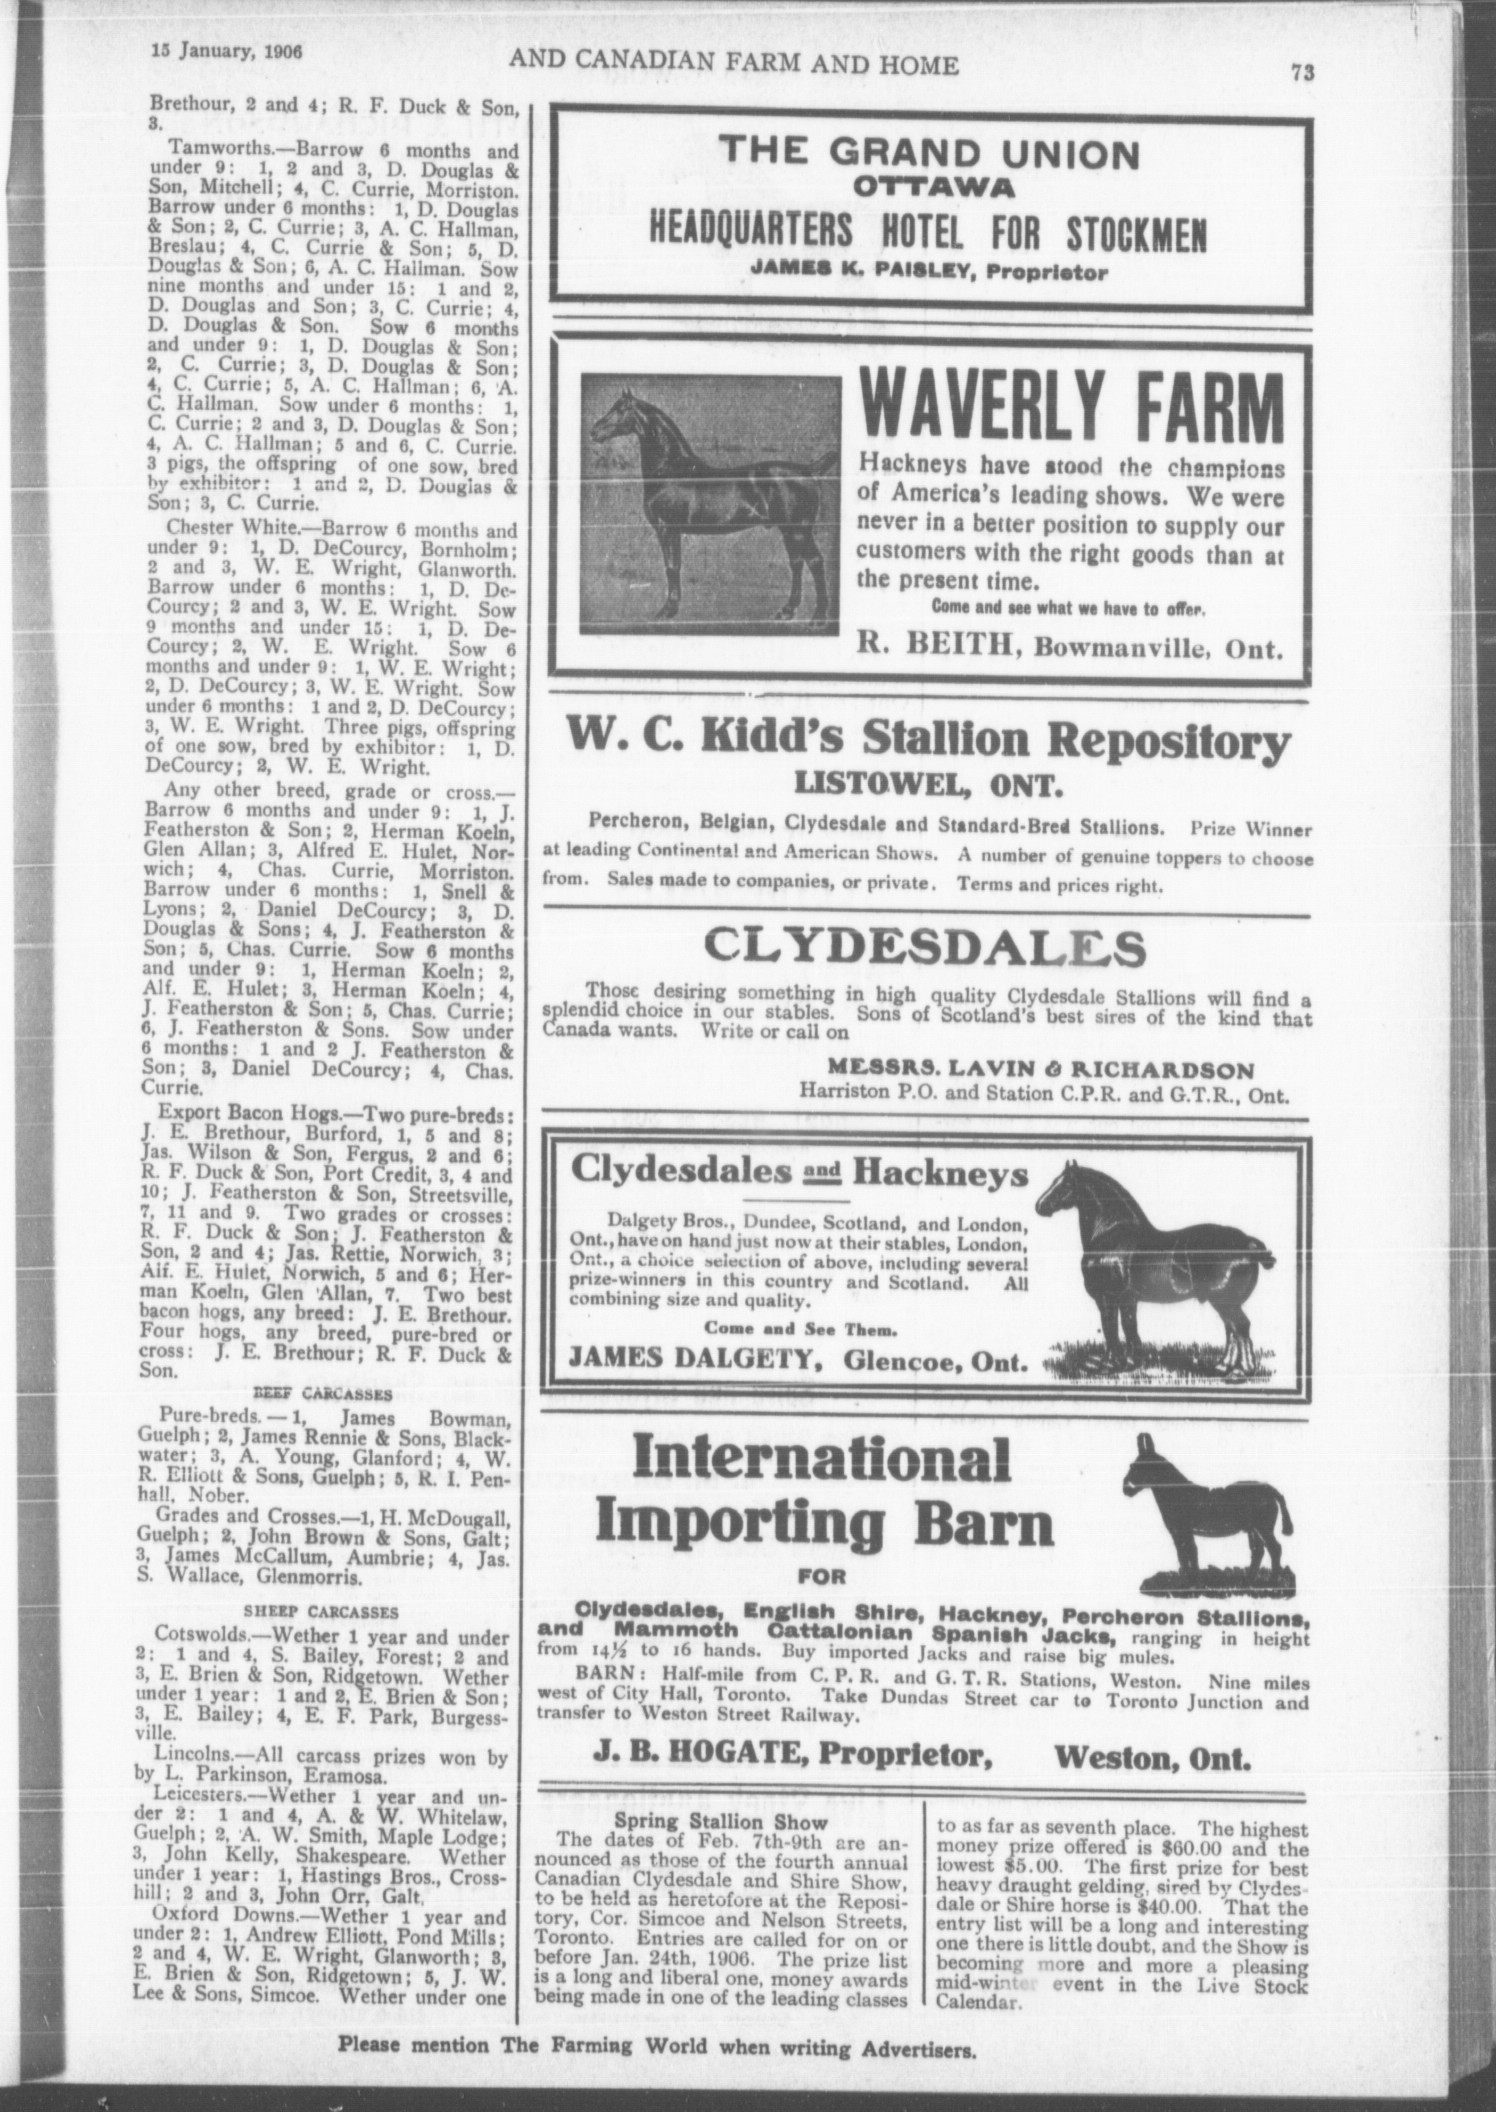 15 January, 1906
AND CANADIAN FARM AND HOME
73
Brethour, 2 and 4; R. F. Duck & Son,
3.
Tamworths.—Barrow 6 months and
under 9: 1, 2 and 3, D. Douglas &
Son, Mitchell; 4, C. Currie, Morriston.
Barrow under 6 months: 1, D. Douglas
& Son; 2, C. Currie; 3, A. C. Hallman,
Breslau; 4, C. Currie & Son; 5, D.
Douglas & Son; 6, A. C. Hallman. Sow
nine months and under 15: 1 and 2,
D. Douglas and Son; 3, C. Currie; 4,
D. Douglas & Son. Sow 6 months
and under 9: 1, D. Douglas & Son;
2, C. Currie; 3, D. Douglas & Son;
4, C. Currie; 5, A. C. Hallman; 6, A.
C. Hallman. Sow under 6 months: 1,
C. Currie; 2 and 3, D. Douglas & Son;
4, A. C. Hallman; 5 and 6, C. Currie.
3 pigs, the offspring of one sow, bred
by exhibitor: 1 and 2, D. Douglas &
Son; 3, C. Currie.
Chester White.—Barrow 6 months and
under 9: 1, D. DeCourcy, Bornholm;
2 and 3, W. E. Wright, Glanworth.
Barrow under 6 months: 1, D. De-
Courcy; 2 and 3, W. E. Wright. Sow
9 months and under 15: 1, D. De-
Courcy; 2, W. E. Wright. Sow 6
months and under 9: 1, W. E. Wright;
2, D. DeCourcy; 3, W. E. Wright. Sow
under 6 months: 1 and 2, D. DeCourcy;
3, W. E. Wright. Three pigs, offspring
of one sow, bred by exhibitor: 1, D.
DeCourcy; 2, W. E. Wright.
Any other breed, grade or cross.—
Barrow 6 months and under 9: 1, J.
Featherston & Son; 2, Herman Koeln,
Glen Allan; 3, Alfred E. Hulet, Nor-
wich; 4, Chas. Currie, Morriston.
Barrow under 6 months: 1, Snell &
Lyons; 2, Daniel DeCourcy; 3, D.
Douglas & Sons; 4, J. Featherston &
Son; 5, Chas. Currie. Sow 6 months
and under 9: 1, Herman Koeln; 2,
Alf. E. Hulet; 3, Herman Koeln; 4,
J. Featherston & Son; 5, Chas. Currie;
6, J. Featherston & Sons. Sow under
6 months: 1 and 2 J. Featherston &
Son; 3, Daniel DeCourcy; 4, Chas.
Currie.
Export Bacon Hogs.—Two pure-breds:
J. E. Brethour, Burford, 1, 5 and 8;
Jas. Wilson & Son, Fergus, 2 and 6;
R. F. Duck & Son, Port Credit, 3, 4 and
10; J. Featherston & Son, Streetsville,
7, 11 and 9. Two grades or crosses:
R. F. Duck & Son; J. Featherston &
Son, 2 and 4; Jas. Rettie, Norwich, 3;
Alf. E. Hulet, Norwich, 5 and 6; Her-
man Koeln, Glen Allan, 7. Two best
bacon hogs, any breed: J. E. Brethour.
Four hogs, any breed, pure-bred or
cross: J. E. Brethour; R. F. Duck &
Son.
BEEF CARCASSES
Pure-breds.—1, James Bowman,
Guelph; 2, James Rennie & Sons, Black-
water; 3, A. Young, Glanford; 4, W.
R. Elliott & Sons, Guelph; 5, R. I. Pen-
hall, Nober.
Grades and Crosses.—1, H. McDougall,
Guelph; 2, John Brown & Sons, Galt;
3, James McCallum, Aumbrie; 4, Jas.
S. Wallace, Glenmorris.
SHEEP CARCASSES
Cotswolds.—Wether 1 year and under
2: 1 and 4, S. Bailey, Forest; 2 and
3, E. Brien & Son, Ridgetown. Wether
under 1 year: 1 and 2, E. Brien & Son;
3, E. Bailey; 4, E. F. Park, Burgess-
ville.
Lincolns.—All carcass prizes won by
by L. Parkinson, Eramosa.
Leicesters.—Wether 1 year and un-
der 2: 1 and 4, A. & W. Whitelaw,
Guelph; 2, A. W. Smith, Maple Lodge;
3, John Kelly, Shakespeare. Wether
under 1 year: 1, Hastings Bros., Cross-
hill; 2 and 3, John Orr, Galt.
Oxford Downs.—Wether 1 year and
under 2: 1, Andrew Elliott, Pond Mills;
2 and 4, W. E. Wright, Glanworth; 3,
E. Brien & Son, Ridgetown; 5, J. W.
Lee & Sons, Simcoe. Wether under one
THE GRAND UNION
OTTAWA
HEADQUARTERS HOTEL FOR STOCKMEN
JAMES K. PAISLEY, Proprietor
WAVERLY FARM
Hackneys have stood the champions
of America's leading shows. We were
never in a better position to supply our
customers with the right goods than at
the present time.
Come and see what we have to offer.
R. BEITH, Bowmanville, Ont.
W. C. Kidd's Stallion Repository
LISTOWEL, ONT.
Percheron, Belgian, Clydesdale and Standard-Bred Stallions. Prize Winner
at leading Continental and American Shows. A number of genuine toppers to choose
from. Sales made to companies, or private. Terms and prices right.
CLYDESDALES
Those desiring something in high quality Clydesdale Stallions will find a
splendid choice in our stables. Sons of Scotland's best sires of the kind that
Canada wants. Write or call on
MESSRS. LAVIN & RICHARDSON
Harriston P.O. and Station C.P.R. and G.T.R., Ont.
Clydesdales and Hackneys
Dalgety Bros., Dundee, Scotland, and London,
Ont., have on hand just now at their stables, London,
Ont., a choice selection of above, including several
prize-winners in this country and Scotland. All
combining size and quality.
Come and See Them.
JAMES DALGETY, Glencoe, Ont.
International
Importing Barn
FOR
Clydesdales, English Shire, Hackney, Percheron Stallions,
and Mammoth Cattalonian Spanish Jacks, ranging in height
from 14½ to 16 hands. Buy imported Jacks and raise big mules.
BARN: Half-mile from C. P. R. and G. T. R. Stations, Weston. Nine miles
west of City Hall, Toronto. Take Dundas Street car to Toronto Junction and
transfer to Weston Street Railway.
J. B. HOGATE, Proprietor, Weston, Ont.
Spring Stallion Show
The dates of Feb. 7th-9th are an-
nounced as those of the fourth annual
Canadian Clydesdale and Shire Show,
to be held as heretofore at the Reposi-
tory, Cor. Simcoe and Nelson Streets,
Toronto. Entries are called for on or
before Jan. 24th, 1906. The prize list
is a long and liberal one, money awards
being made in one of the leading classes
to as far as seventh place. The highest
money prize offered is $60.00 and the
lowest $5.00. The first prize for best
heavy draught gelding, sired by Clydes-
dale or Shire horse is $40.00. That the
entry list will be a long and interesting
one there is little doubt, and the Show is
becoming more and more a pleasing
mid-winter event in the Live Stock
Calendar.
Please mention The Farming World when writing Advertisers.